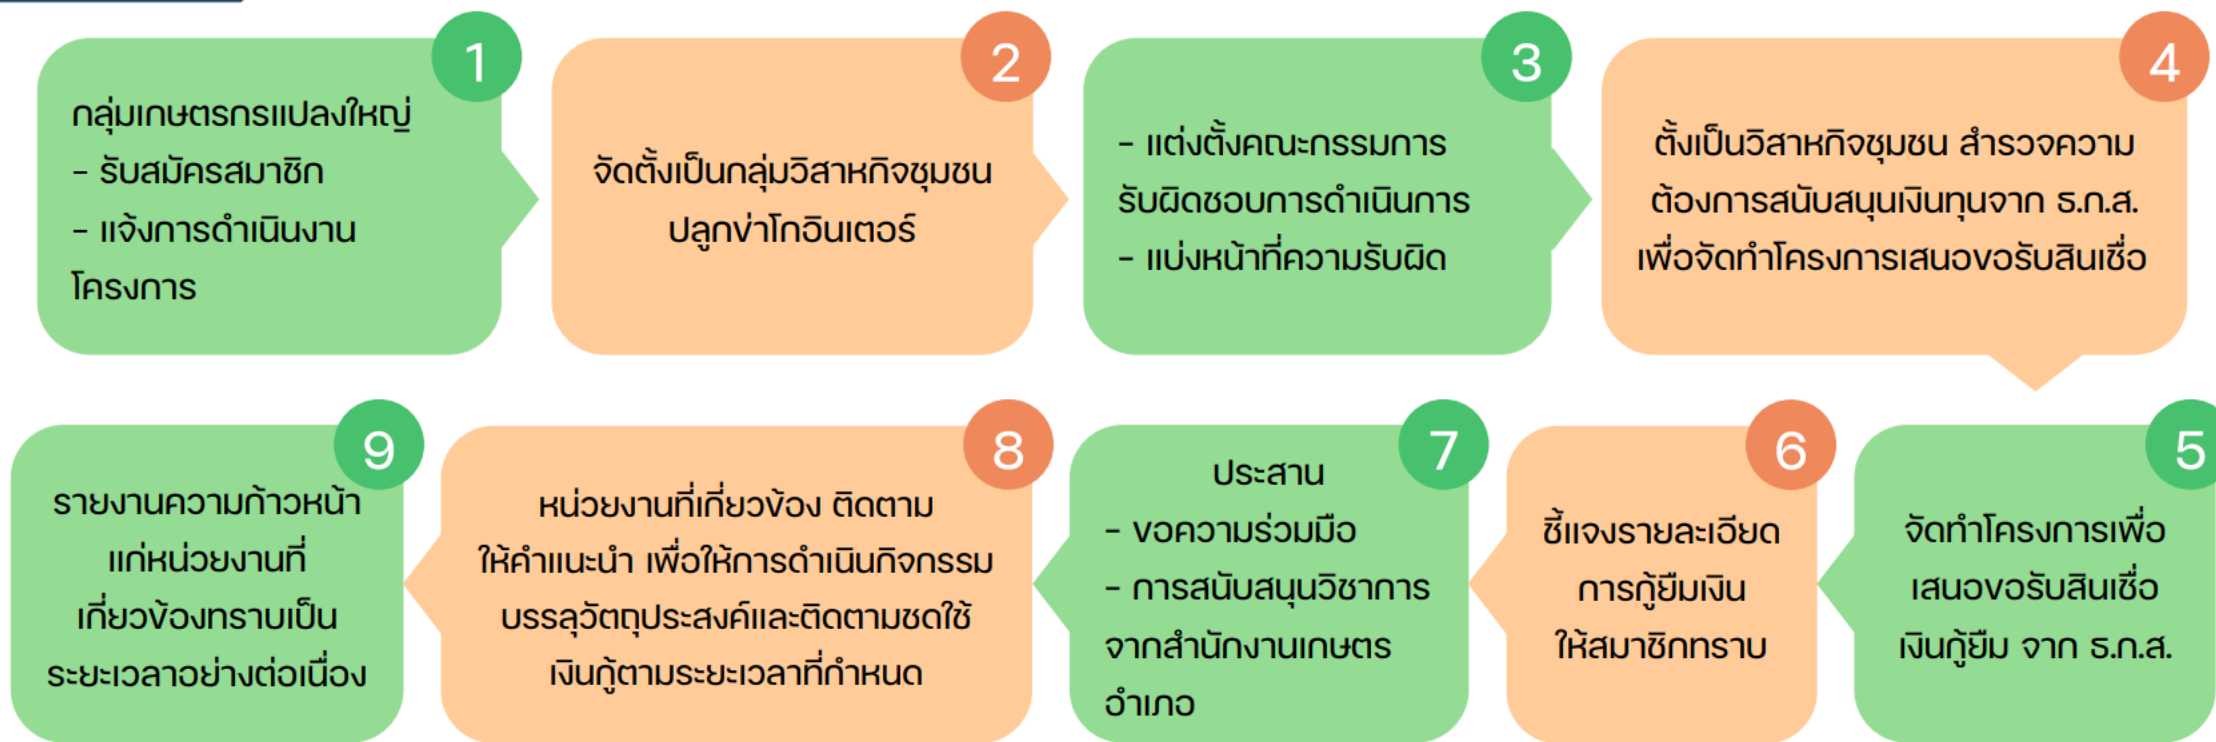 1
กลุ่มเกษตรกรแปลงใหญ่
- รับสมัครสมาชิก
- แจ้งการดำเนินงาน
โครงการ
2
จัดตั้งเป็นกลุ่มวิสาหกิจชุมชน
ปลูกข่าโกอินเตอร์
3
- แต่งตั้งคณะกรรมการ
รับผิดชอบการดำเนินการ
- แบ่งหน้าที่ความรับผิด
4
ตั้งเป็นวิสาหกิจชุมชน สำรวจความ
ต้องการสนับสนุนเงินทุนจาก ธ.ก.ส.
เพื่อจัดทำโครงการเสนอขอรับสินเชื่อ
5
จัดทำโครงการเพื่อ
เสนอขอรับสินเชื่อ
เงินกู้ยืม จาก ธ.ก.ส.
6
ชี้แจงรายละเอียด
การกู้ยืมเงิน
ให้สมาชิกทราบ
7
ประสาน
- ขอความร่วมมือ
- การสนับสนุนวิชาการ
จากสำนักงานเกษตร
อำเภอ
8
หน่วยงานที่เกี่ยวข้อง ติดตาม
ให้คำแนะนำ เพื่อให้การดำเนินกิจกรรม
บรรลุวัตถุประสงค์และติดตามชดใช้
เงินกู้ตามระยะเวลาที่กำหนด
9
รายงานความก้าวหน้า
แก่หน่วยงานที่
เกี่ยวข้องทราบเป็น
ระยะเวลาอย่างต่อเนื่อง